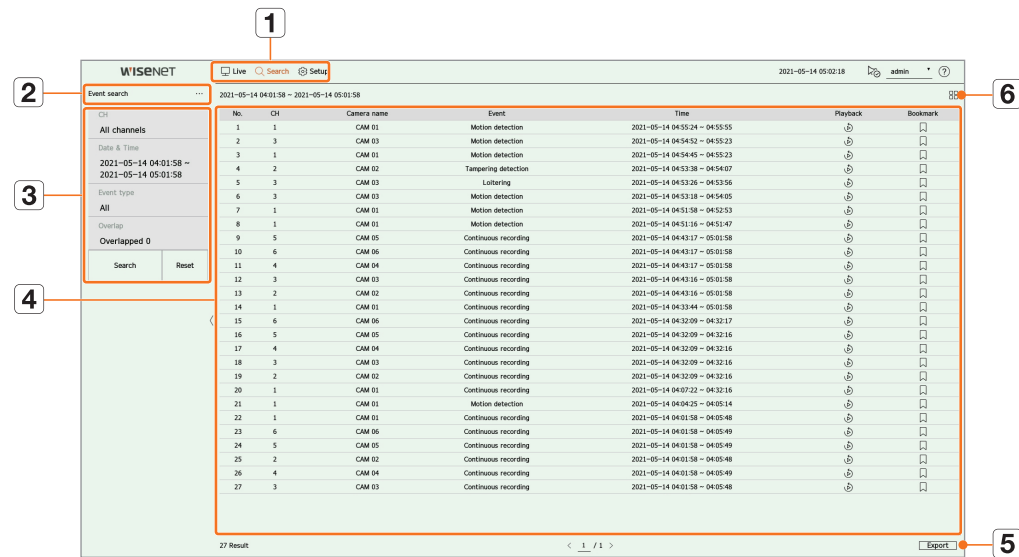 1
WISENET
Live Search Setup
2021-05-14 05:02:18 admin ?
2
Event search ...
2021-05-14 04:01:58 ~ 2021-05-14 05:01:58
6
3
CH
All channels
Date & Time
2021-05-14 04:01:58 ~
2021-05-14 05:01:58
Event type
All
Overlap
Overlapped 0
Search Reset
4
No. CH Camera name Event Time Playback Bookmark
1 1 CAM 01 Motion detection 2021-05-14 04:55:24 ~ 04:55:55
2 3 CAM 03 Motion detection 2021-05-14 04:54:52 ~ 04:55:23
3 1 CAM 01 Motion detection 2021-05-14 04:54:45 ~ 04:55:23
4 2 CAM 02 Tampering detection 2021-05-14 04:53:38 ~ 04:54:07
5 3 CAM 03 Loitering 2021-05-14 04:53:26 ~ 04:53:56
6 3 CAM 03 Motion detection 2021-05-14 04:53:18 ~ 04:54:05
7 1 CAM 01 Motion detection 2021-05-14 04:51:58 ~ 04:52:53
8 1 CAM 01 Motion detection 2021-05-14 04:51:16 ~ 04:51:47
9 5 CAM 05 Continuous recording 2021-05-14 04:43:17 ~ 05:01:58
10 6 CAM 06 Continuous recording 2021-05-14 04:43:17 ~ 05:01:58
11 4 CAM 04 Continuous recording 2021-05-14 04:43:17 ~ 05:01:58
12 3 CAM 03 Continuous recording 2021-05-14 04:43:16 ~ 05:01:58
13 2 CAM 02 Continuous recording 2021-05-14 04:43:16 ~ 05:01:58
14 1 CAM 01 Continuous recording 2021-05-14 04:33:44 ~ 05:01:58
15 6 CAM 06 Continuous recording 2021-05-14 04:32:09 ~ 04:32:17
16 5 CAM 05 Continuous recording 2021-05-14 04:32:09 ~ 04:32:16
17 4 CAM 04 Continuous recording 2021-05-14 04:32:09 ~ 04:32:16
18 3 CAM 03 Continuous recording 2021-05-14 04:32:09 ~ 04:32:16
19 2 CAM 02 Continuous recording 2021-05-14 04:32:09 ~ 04:32:16
20 1 CAM 01 Continuous recording 2021-05-14 04:07:22 ~ 04:32:16
21 1 CAM 01 Motion detection 2021-05-14 04:04:25 ~ 04:05:14
22 1 CAM 01 Continuous recording 2021-05-14 04:01:58 ~ 04:05:48
23 6 CAM 06 Continuous recording 2021-05-14 04:01:58 ~ 04:05:49
24 5 CAM 05 Continuous recording 2021-05-14 04:01:58 ~ 04:05:49
25 2 CAM 02 Continuous recording 2021-05-14 04:01:58 ~ 04:05:48
26 4 CAM 04 Continuous recording 2021-05-14 04:01:58 ~ 04:05:49
27 3 CAM 03 Continuous recording 2021-05-14 04:01:58 ~ 04:05:48
27 Result < 1 / 1 > Export
5